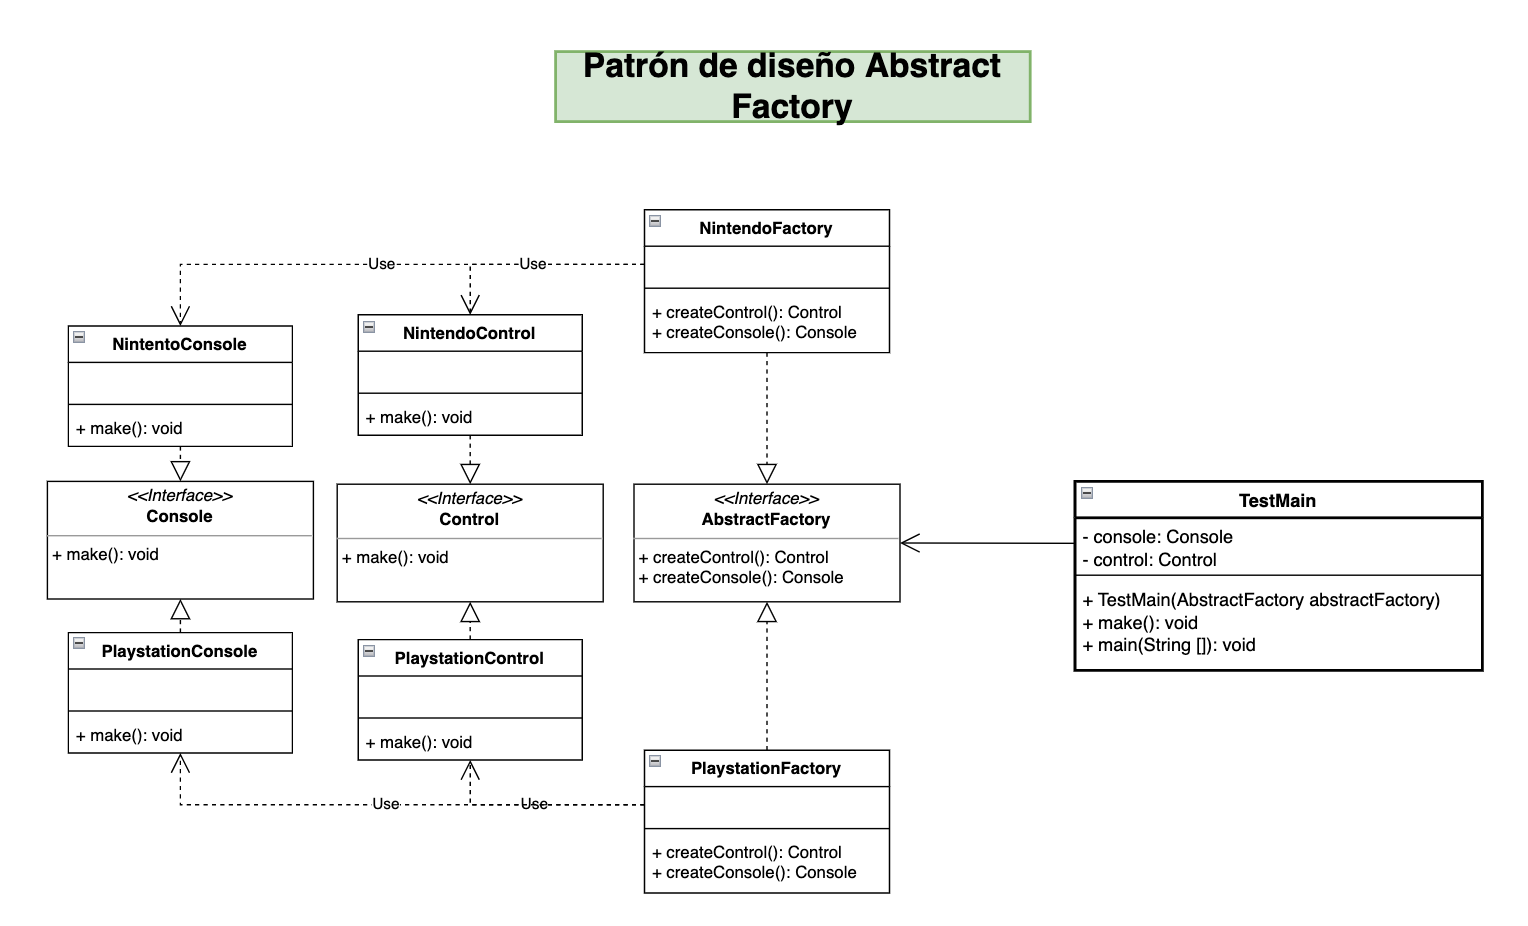 Patrón de diseño Abstract
Factory
NintendoFactory
+ createControl(): Control
+ createConsole(): Console
Use
Use
NintentoConsole
+ make(): void
NintendoControl
+ make(): void
<<Interface>>
Console
+ make(): void
<<Interface>>
Control
+ make(): void
<<Interface>>
AbstractFactory
+ createControl(): Control
+ createConsole(): Console
TestMain
- console: Console
- control: Control
+ TestMain(AbstractFactory abstractFactory)
+ make(): void
+ main(String []): void
PlaystationConsole
+ make(): void
PlaystationControl
+ make(): void
Use
Use
PlaystationFactory
+ createControl(): Control
+ createConsole(): Console